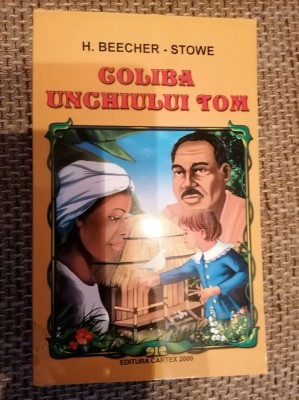 H. BEECHER - STOWE
COLIBA
UNCHIULUI TOM
EDITURA CARTEX 2000